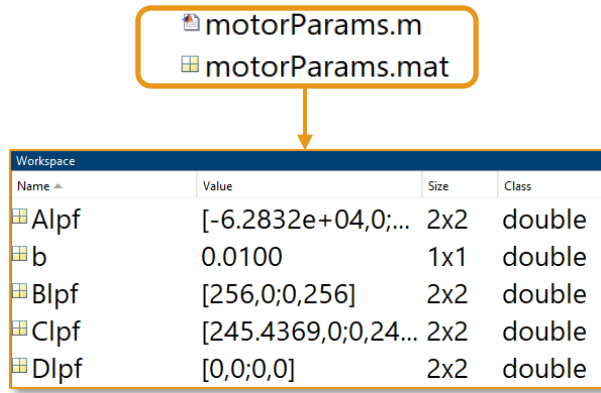 motorParams.m
motorParams.mat
Workspace
Name Value Size Class
Alpf [-6.2832e+04,0;... 2x2 double
b 0.0100 1x1 double
Blpf [256,0;0,256] 2x2 double
Clpf [245.4369,0;0,24... 2x2 double
Dlpf [0,0;0,0] 2x2 double